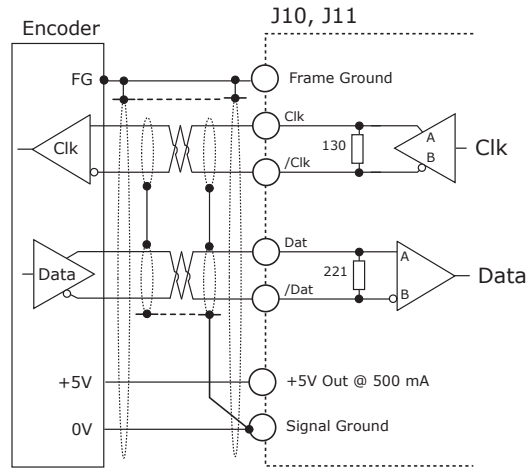 Encoder
J10, J11
FG
Frame Ground
Clk
Clk
130
A
B
Clk
/Clk
Dat
Data
221
A
B
Data
/Dat
+5V
+5V Out @ 500 mA
0V
Signal Ground